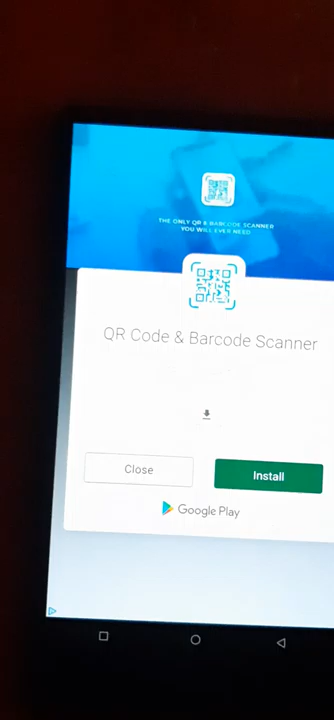 THE ONLY QR & BARCODE SCANNER
YOU WILL EVER NEED
QR Code & Barcode Scanner
Close
Install
Google Play